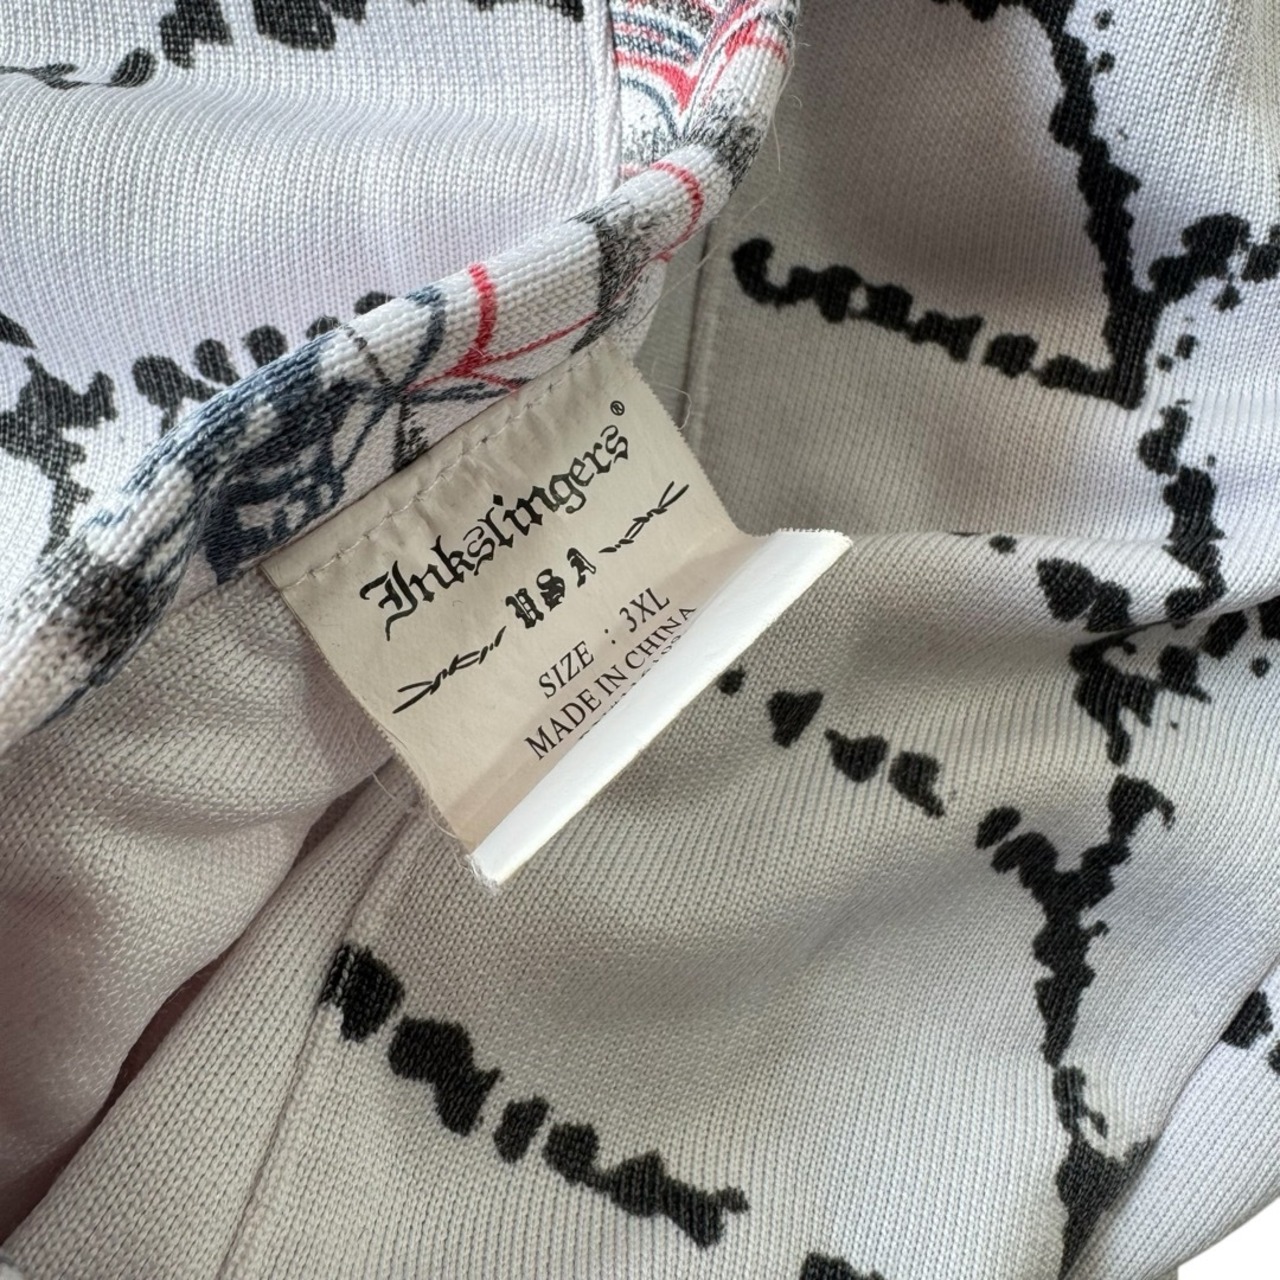 Inkslingers®
USA
SIZE : 3XL
MADE IN CHINA